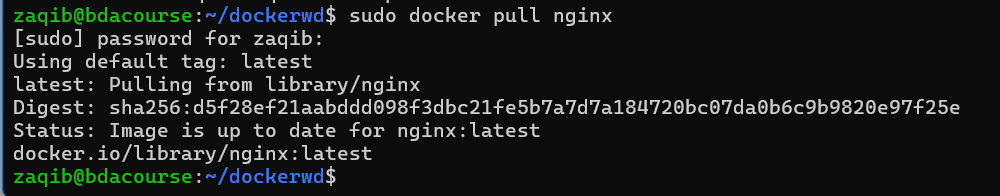 zaqib@bdacourse:~/dockerwd$ sudo docker pull nginx
[sudo] password for zaqib:
Using default tag: latest
latest: Pulling from library/nginx
Digest: sha256:d5f28ef21aabddd098f3dbc21fe5b7a7d7a184720bc07da0b6c9b9820e97f25e
Status: Image is up to date for nginx:latest
docker.io/library/nginx:latest
zaqib@bdacourse:~/dockerwd$